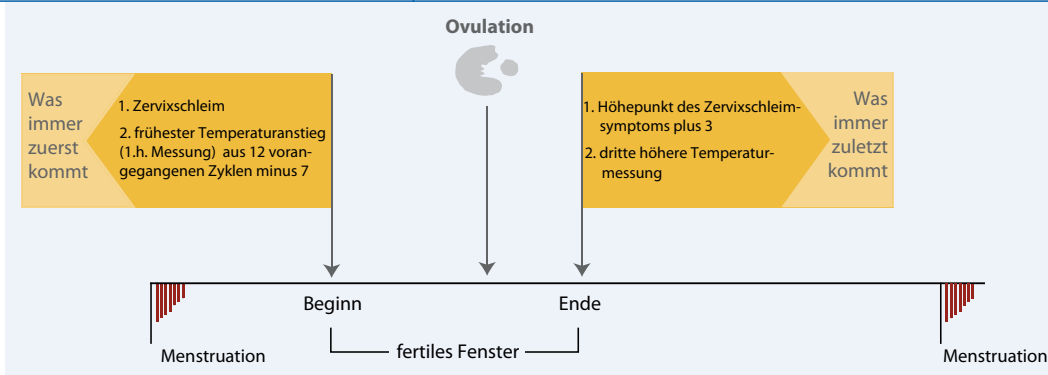 Ovulation
Was
immer
zuerst
kommt
1. Zervixschleim
2. frühester Temperaturanstieg
(1.h. Messung) aus 12 voran-
gegangenen Zyklen minus 7
1. Höhepunkt des Zervixschleim-
symptoms plus 3
2. dritte höhere Temperatur-
messung
Was
immer
zuletzt
kommt
Beginn
Ende
Menstruation
fertiles Fenster
Menstruation